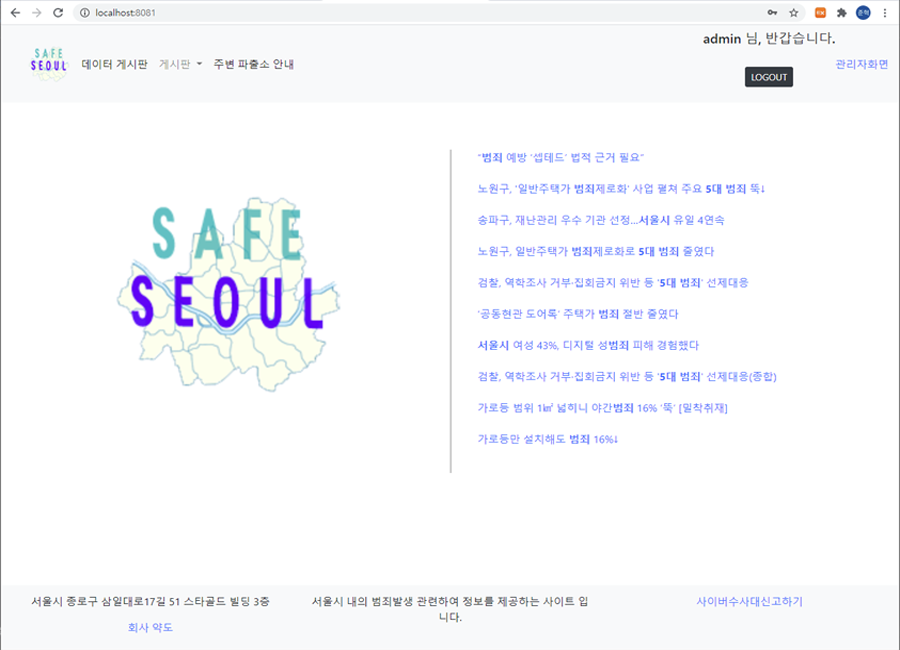 localhost:8081
admin 님, 반갑습니다.
SAFE
SEOUL
데이터 게시판 게시판 주변 파출소 안내
관리자화면
LOGOUT
"범죄 예방 '셉테드' 법적 근거 필요"
노원구, '일반주택가 범죄제로화' 사업 펼쳐 주요 5대 범죄 뚝↓
송파구, 재난관리 우수 기관 선정...서울시 유일 4연속
노원구, 일반주택가 범죄제로화로 5대 범죄 줄였다
검찰, 역학조사 거부·집회금지 위반 등 '5대 범죄' 선제대응
'공동현관 도어록' 주택가 범죄 절반 줄였다
서울시 여성 43%, 디지털 성범죄 피해 경험했다
검찰, 역학조사 거부·집회금지 위반 등 '5대 범죄' 선제대응(종합)
가로등 범위 1㎢ 넓히니 야간범죄 16% '뚝' [밀착취재]
가로등만 설치해도 범죄 16%↓
SAFE
SEOUL
서울시 종로구 삼일대로17길 51 스타골드 빌딩 3층
회사 약도
서울시 내의 범죄발생 관련하여 정보를 제공하는 사이트 입
니다.
사이버수사대신고하기